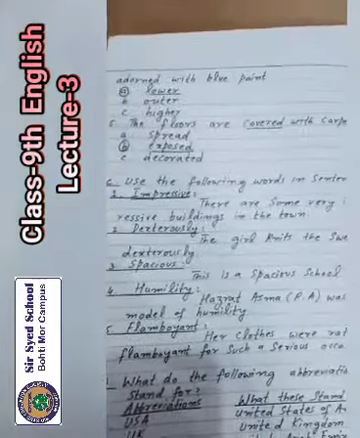 Class-9th English
Lecture-3
Sir Syed School
Bohti Mor Campus
adorned with blue paint
a lower
b outer
c higher
5. The floors are covered with carpe
a spread
b exposed
c decorated
C Use the following words in Senten
1. Impressive:
There are Some very i
ressive buildings in the town.
2 Dexterously:
The girl knits the Swe
dexterously.
3 Spacious:
This is a Spacious School
4 Humility:
Hazrat Asma (R.A) was
model of humility
5 Flamboyant:
Her clothes were rat
flamboyant for Such a Serious occa
What do the following abbreviatio
Stand for?
Abbreviations What these Stand
USA United States of A
UK United Kingdom